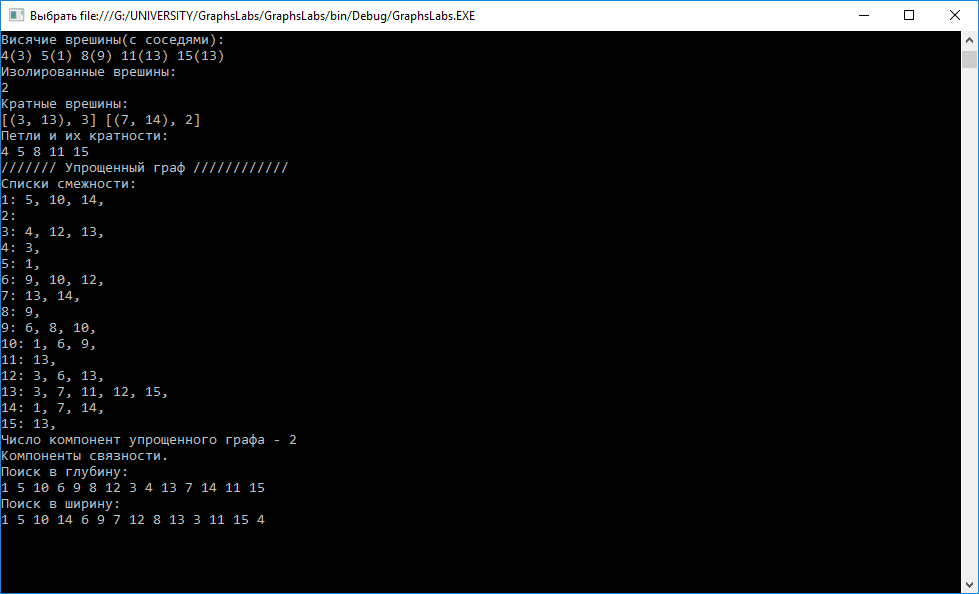 Выбрать file:///G:/UNIVERSITY/GraphsLabs/GraphsLabs/bin/Debug/GraphsLabs.EXE
Висячие врешины(с соседями):
4(3) 5(1) 8(9) 11(13) 15(13)
Изолированные врешины:
2
Кратные врешины:
[(3, 13), 3] [(7, 14), 2]
Петли и их кратности:
4 5 8 11 15
/////// Упрощенный граф ////////////
Списки смежности:
1: 5, 10, 14,
2:
3: 4, 12, 13,
4: 3,
5: 1,
6: 9, 10, 12,
7: 13, 14,
8: 9,
9: 6, 8, 10,
10: 1, 6, 9,
11: 13,
12: 3, 6, 13,
13: 3, 7, 11, 12, 15,
14: 1, 7, 14,
15: 13,
Число компонент упрощенного графа - 2
Компоненты связности.
Поиск в глубину:
1 5 10 6 9 8 12 3 4 13 7 14 11 15
Поиск в ширину:
1 5 10 14 6 9 7 12 8 13 3 11 15 4